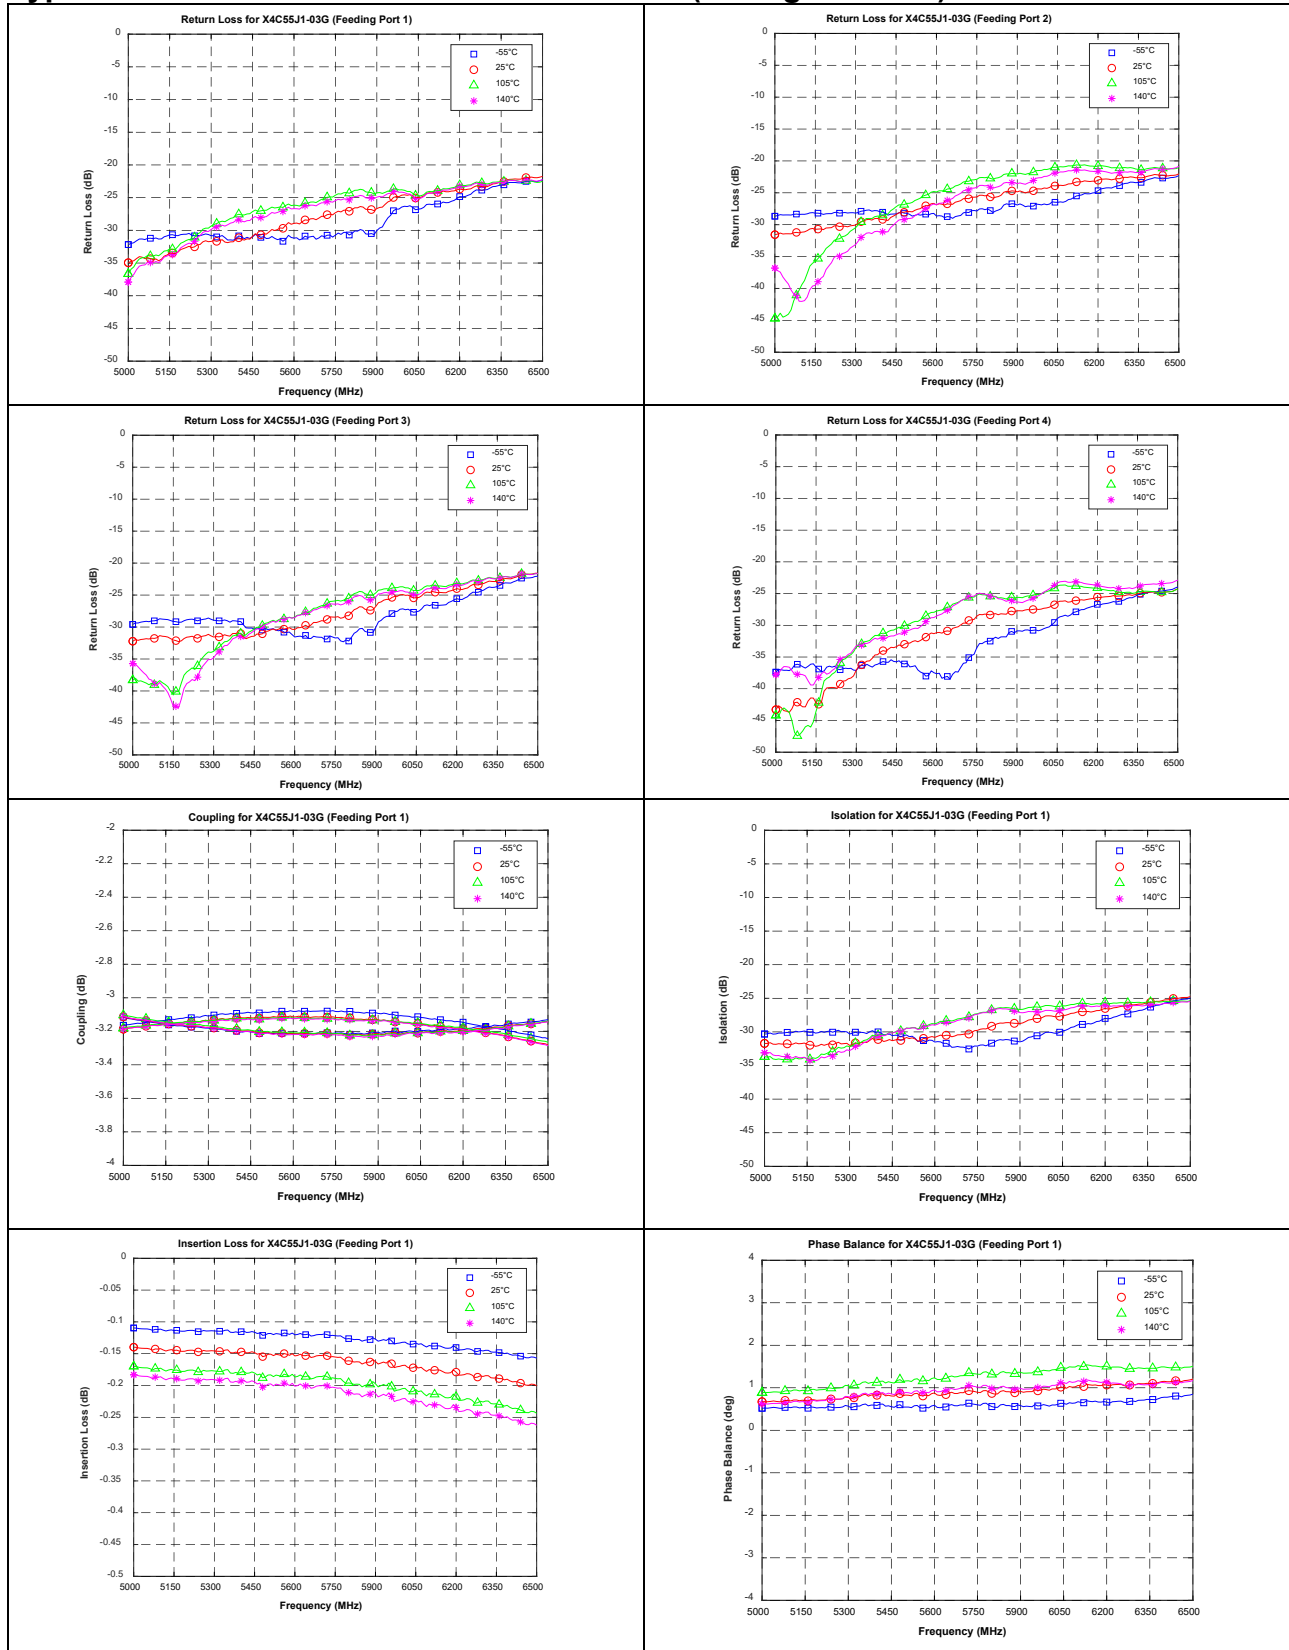 Return Loss for X4C55J1-03G (Feeding Port 1)
0
-5
-10
-15
-20
-25
-30
-35
-40
-45
-50
Return Loss (dB)
-55°C
25°C
105°C
140°C
5000 5150 5300 5450 5600 5750 5900 6050 6200 6350 6500
Frequency (MHz)
Return Loss for X4C55J1-03G (Feeding Port 2)
0
-5
-10
-15
-20
-25
-30
-35
-40
-45
-50
Return Loss (dB)
-55°C
25°C
105°C
140°C
5000 5150 5300 5450 5600 5750 5900 6050 6200 6350 6500
Frequency (MHz)
Return Loss for X4C55J1-03G (Feeding Port 3)
0
-5
-10
-15
-20
-25
-30
-35
-40
-45
-50
Return Loss (dB)
-55°C
25°C
105°C
140°C
5000 5150 5300 5450 5600 5750 5900 6050 6200 6350 6500
Frequency (MHz)
Return Loss for X4C55J1-03G (Feeding Port 4)
0
-5
-10
-15
-20
-25
-30
-35
-40
-45
-50
Return Loss (dB)
-55°C
25°C
105°C
140°C
5000 5150 5300 5450 5600 5750 5900 6050 6200 6350 6500
Frequency (MHz)
Coupling for X4C55J1-03G (Feeding Port 1)
-2
-2.2
-2.4
-2.6
-2.8
-3
-3.2
-3.4
-3.6
-3.8
-4
Coupling (dB)
-55°C
25°C
105°C
140°C
5000 5150 5300 5450 5600 5750 5900 6050 6200 6350 6500
Frequency (MHz)
Isolation for X4C55J1-03G (Feeding Port 1)
0
-5
-10
-15
-20
-25
-30
-35
-40
-45
-50
Isolation (dB)
-55°C
25°C
105°C
140°C
5000 5150 5300 5450 5600 5750 5900 6050 6200 6350 6500
Frequency (MHz)
Insertion Loss for X4C55J1-03G (Feeding Port 1)
0
-0.05
-0.1
-0.15
-0.2
-0.25
-0.3
-0.35
-0.4
-0.45
-0.5
Insertion Loss (dB)
-55°C
25°C
105°C
140°C
5000 5150 5300 5450 5600 5750 5900 6050 6200 6350 6500
Frequency (MHz)
Phase Balance for X4C55J1-03G (Feeding Port 1)
4
3
2
1
0
-1
-2
-3
-4
Phase Balance (deg)
-55°C
25°C
105°C
140°C
5000 5150 5300 5450 5600 5750 5900 6050 6200 6350 6500
Frequency (MHz)